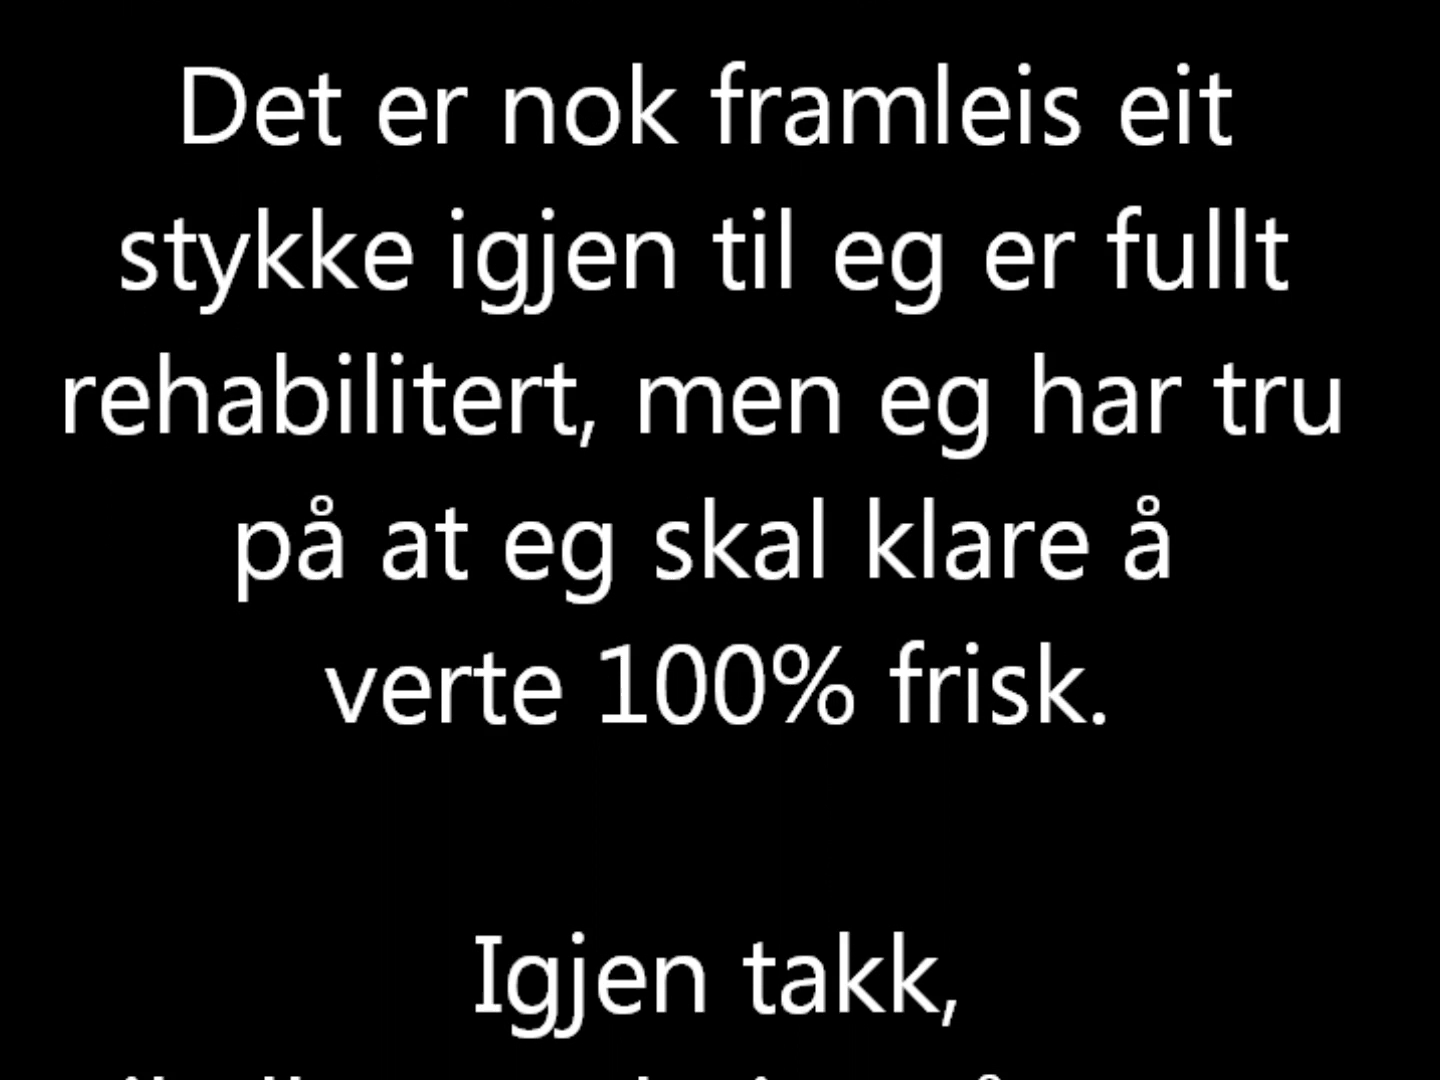 Det er nok framleis eit
stykke igjen til eg er fullt
rehabilitert, men eg har tru
på at eg skal klare å
verte 100% frisk.
Igjen takk,